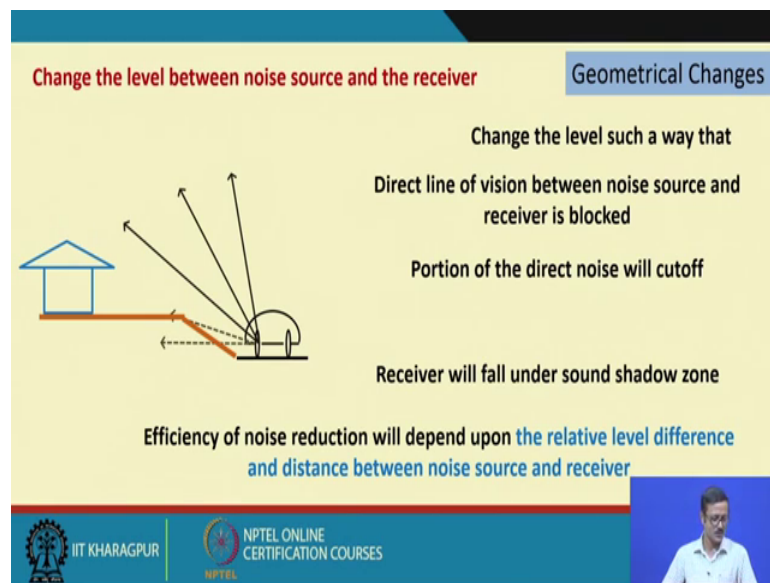 Change the level between noise source and the receiver
Geometrical Changes
Change the level such a way that
Direct line of vision between noise source and
receiver is blocked
Portion of the direct noise will cutoff
Receiver will fall under sound shadow zone
Efficiency of noise reduction will depend upon the relative level difference
and distance between noise source and receiver
IIT KHARAGPUR
NPTEL
NPTEL ONLINE
CERTIFICATION COURSES